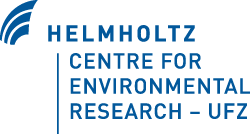 HELMHOLTZ
CENTRE FOR
ENVIRONMENTAL
RESEARCH – UFZ